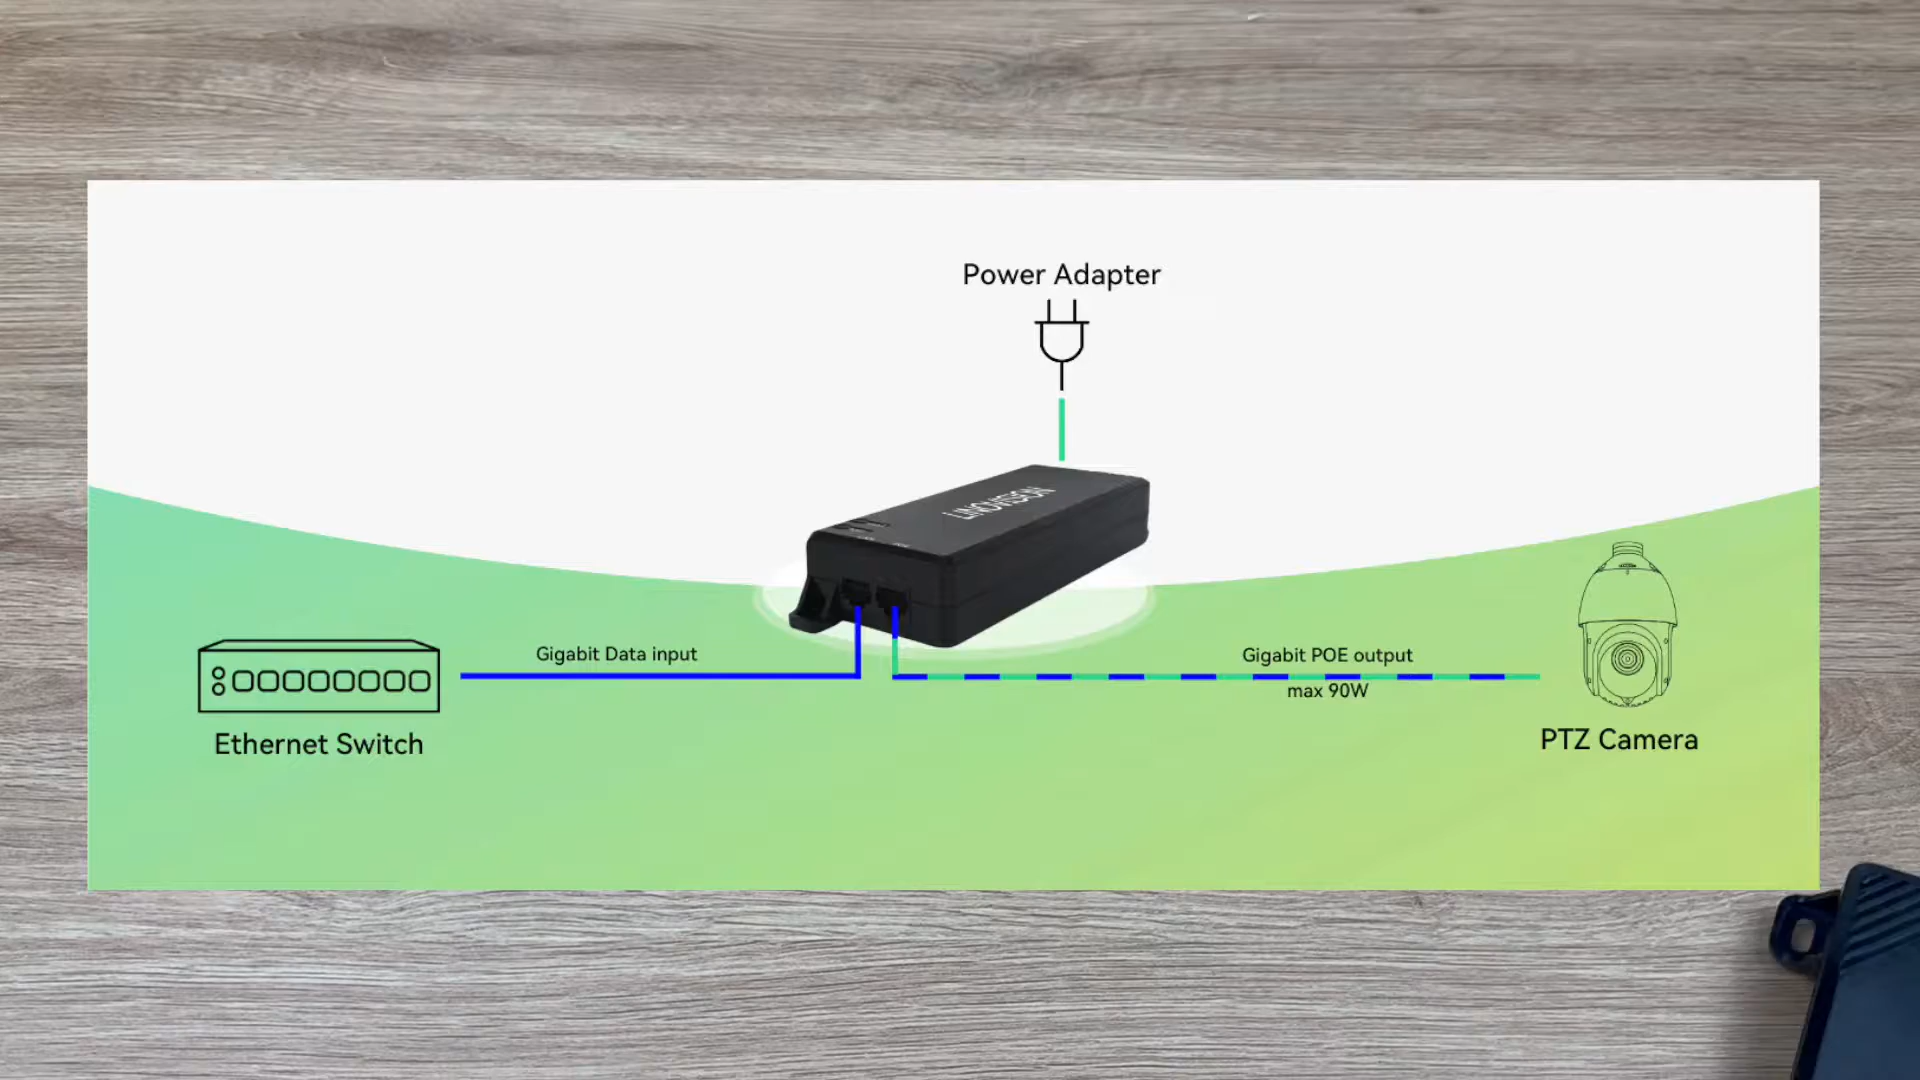 Power Adapter
LINOVISION
Gigabit Data input
Gigabit POE output
max 90W
Ethernet Switch
PTZ Camera